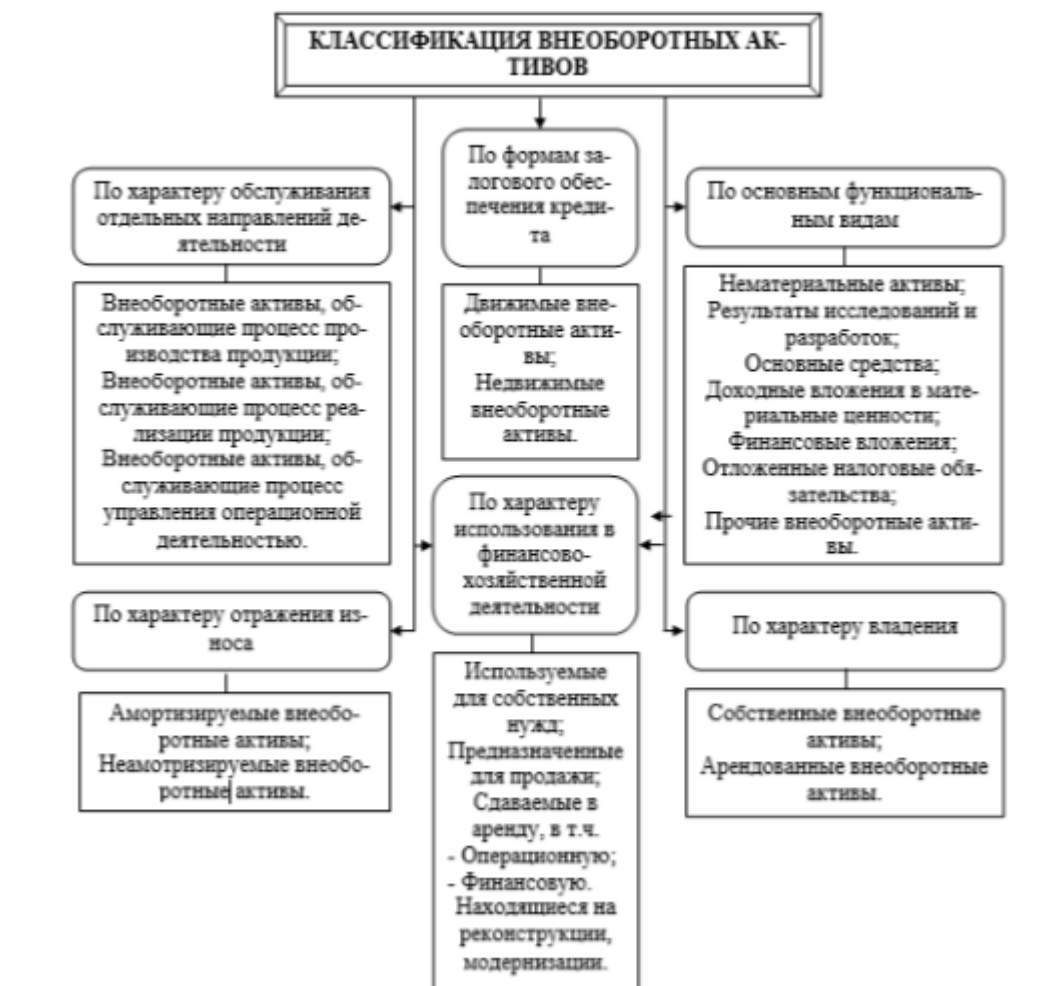 КЛАССИФИКАЦИЯ ВНЕОБОРОТНЫХ АК-
ТИВОВ
По характеру обслуживания
отдельных направлений де-
ятельности
Внеоборотные активы, об-
служивающие процесс про-
изводства продукции;
Внеоборотные активы, об-
служивающие процесс реа-
лизации продукции;
Внеоборотные активы, об-
служивающие процесс
управления операционной
деятельностью.
По формам за-
логового обес-
печения креди-
та
Движимые вне-
оборотные акти-
вы;
Недвижимые
внеоборотные
активы.
По основным функциональ-
ным видам
Нематериальные активы;
Результаты исследований и
разработок;
Основные средства;
Доходные вложения в мате-
риальные ценности;
Финансовые вложения;
Отложенные налоговые обя-
зательства;
Прочие внеоборотные акти-
вы.
По характеру отражения из-
носа
Амортизируемые внеобо-
ротные активы;
Неамотризируемые внеобо-
ротные активы.
По характеру
использования в
финансово-
хозяйственной
деятельности
Используемые
для собственных
нужд;
Предназначенные
для продажи;
Сдаваемые в
аренду, в т.ч.
- Операционную;
- Финансовую.
Находящиеся на
реконструкции,
модернизации.
По характеру владения
Собственные внеоборотные
активы;
Арендованные внеоборотные
активы.